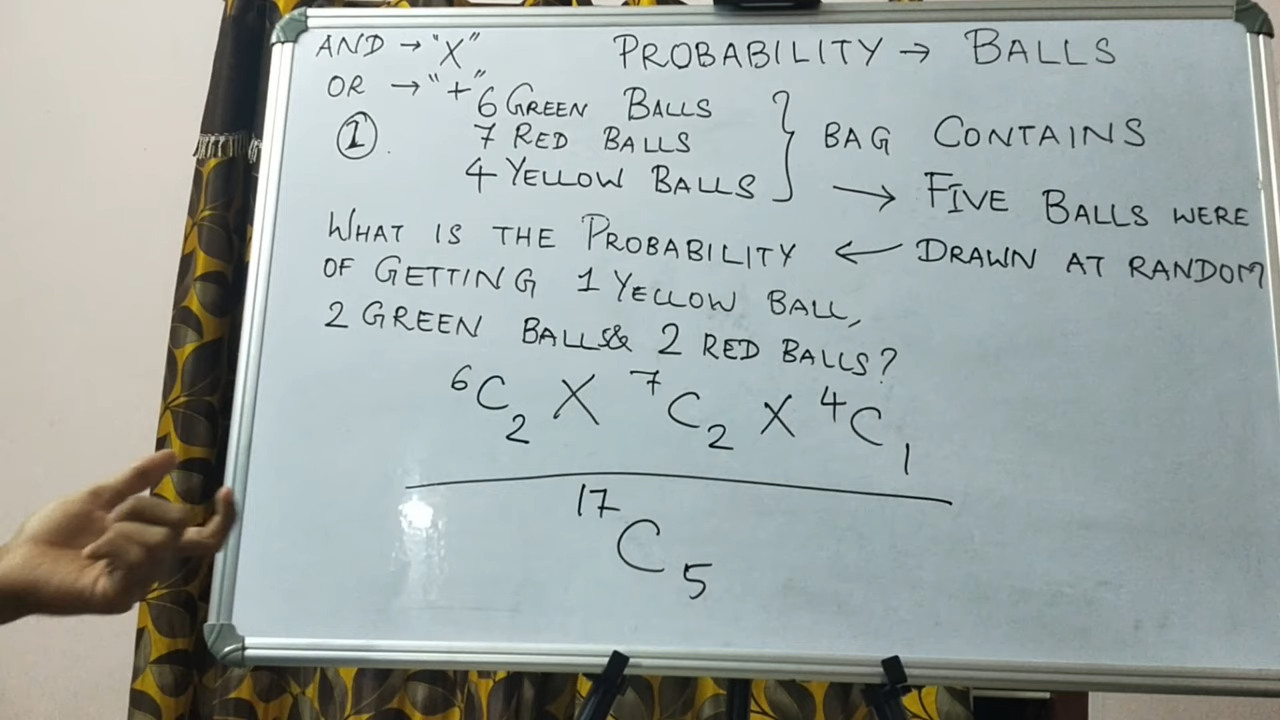 AND → "X"
PROBABILITY → BALLS
OR → "+"
①.
6 GREEN BALLS
7 RED BALLS
4 YELLOW BALLS
} BAG CONTAINS
→ FIVE BALLS WERE
← DRAWN AT RANDOM
WHAT IS THE PROBABILITY
OF GETTING 1 YELLOW BALL,
2 GREEN BALLS & 2 RED BALLS?
⁶C₂ X ⁷C₂ X ⁴C₁
¹⁷C₅